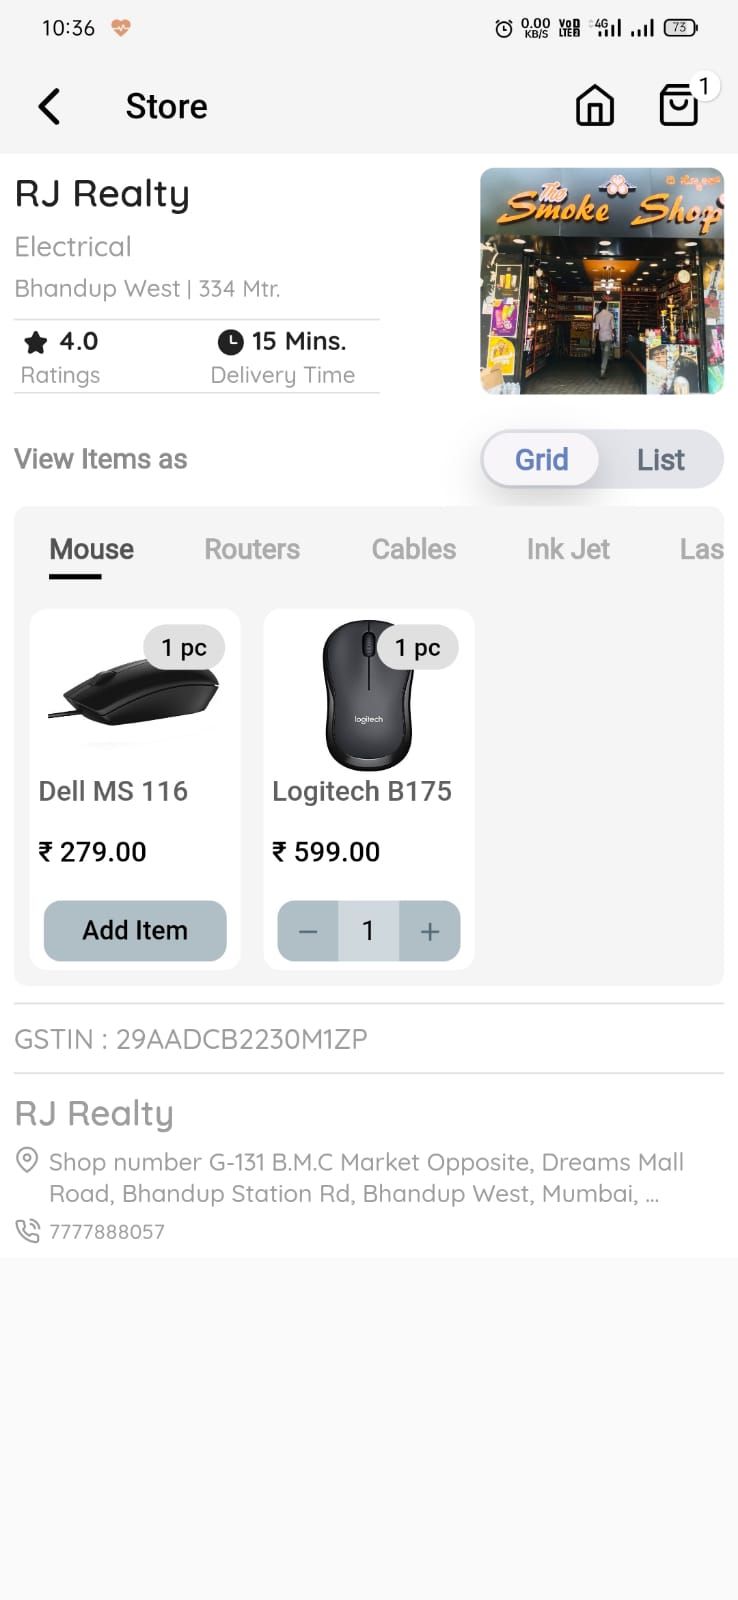 10:36
0.00 KB/S VoD LTE2 4G 73
Store
1
RJ Realty
Electrical
Bhandup West | 334 Mtr.
4.0
15 Mins.
Ratings
Delivery Time
The Smoke Shop
View Items as
Grid
List
Mouse
Routers
Cables
Ink Jet
Las
1 pc
1 pc
logitech
Dell MS 116
Logitech B175
₹ 279.00
₹ 599.00
Add Item
− 1 +
GSTIN : 29AADCB2230M1ZP
RJ Realty
Shop number G-131 B.M.C Market Opposite, Dreams Mall
Road, Bhandup Station Rd, Bhandup West, Mumbai, ...
7777888057